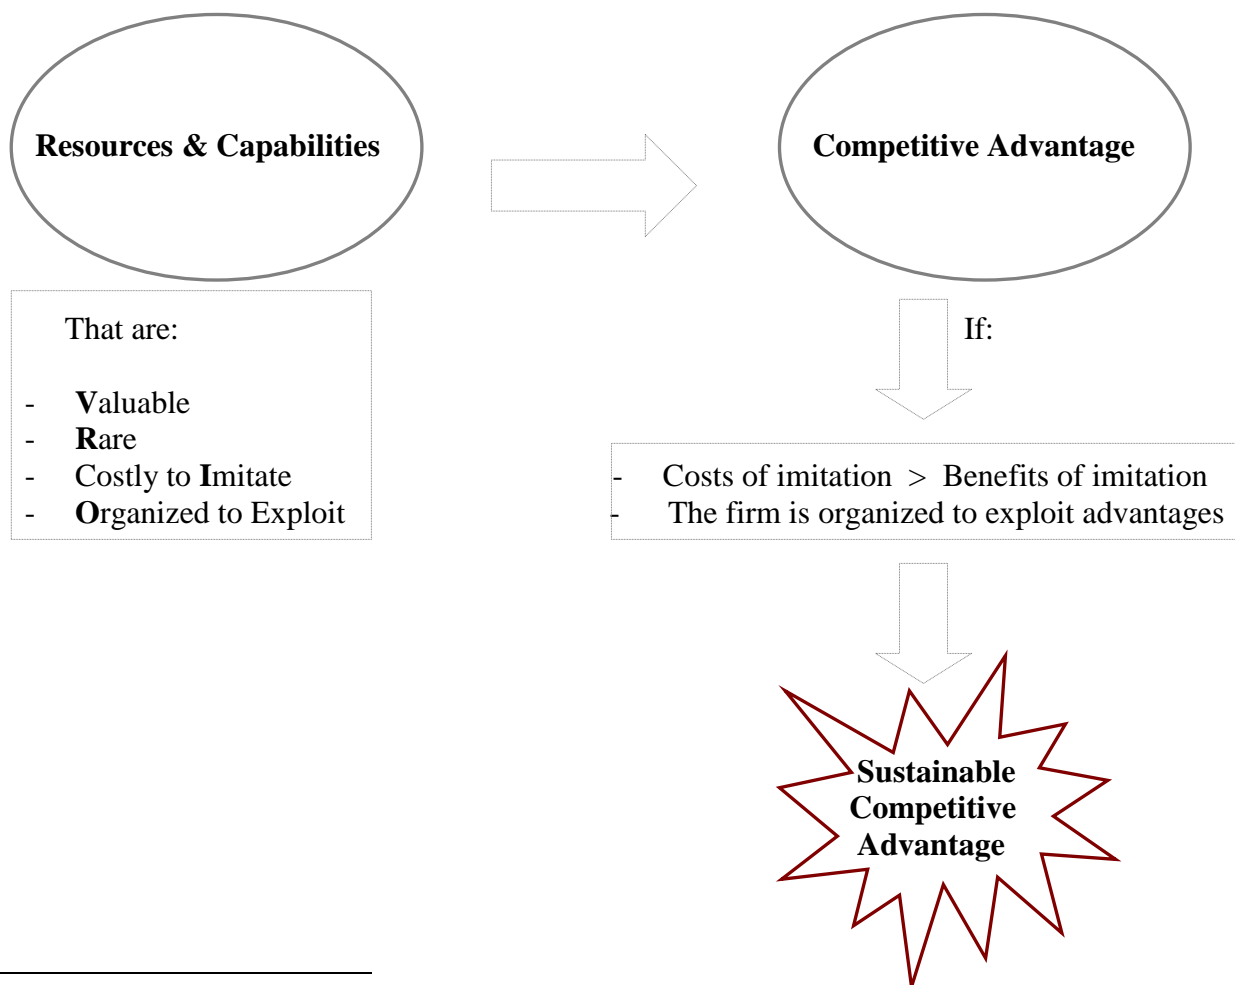 Resources & Capabilities
Competitive Advantage
That are:
- Valuable
- Rare
- Costly to Imitate
- Organized to Exploit
If:
- Costs of imitation > Benefits of imitation
- The firm is organized to exploit advantages
Sustainable
Competitive
Advantage